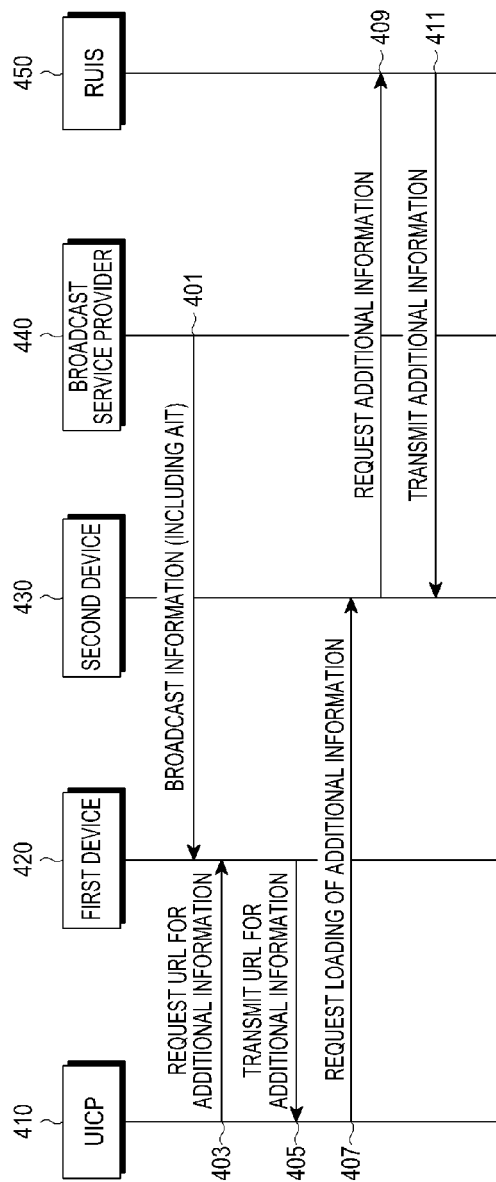 410
UICP
420
FIRST DEVICE
430
SECOND DEVICE
440
BROADCAST
SERVICE PROVIDER
450
RUIS
BROADCAST INFORMATION (INCLUDING AIT)
401
REQUEST URL FOR
ADDITIONAL INFORMATION
403
TRANSMIT URL FOR
ADDITIONAL INFORMATION
405
REQUEST LOADING OF ADDITIONAL INFORMATION
407
REQUEST ADDITIONAL INFORMATION
409
TRANSMIT ADDITIONAL INFORMATION
411